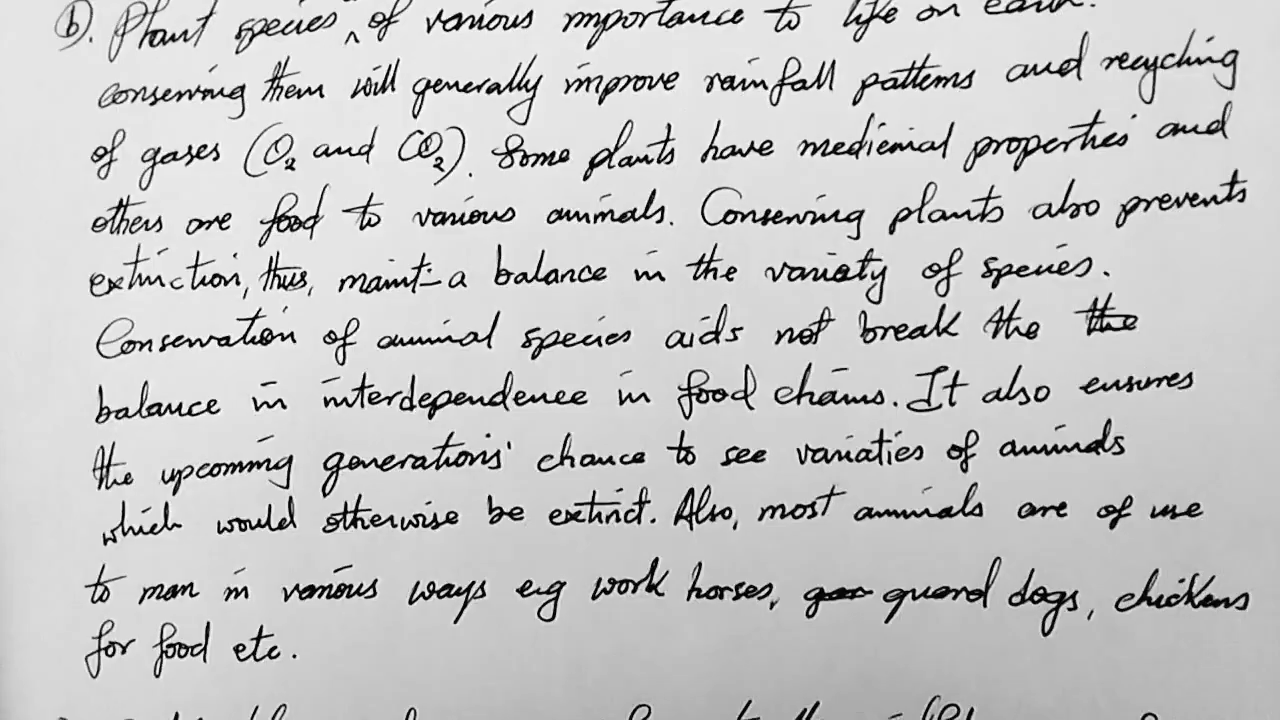 b). Plant species ^ of various importance to life on earth.
conserving them will generally improve rainfall patterns and recycling
of gases (O₂ and CO₂). Some plants have medicinal properties and
others are food to various animals. Conserving plants also prevents
extinction, thus, maint- a balance in the variety of species.
Conservation of animal species aids not break the ~~the~~
balance in interdependence in food chains. It also ensures
the upcoming generations' chance to see variaties of animals
which would otherwise be extinct. Also, most animals are of use
to man in various ways eg work horses, guard dogs, chickens
for food etc.